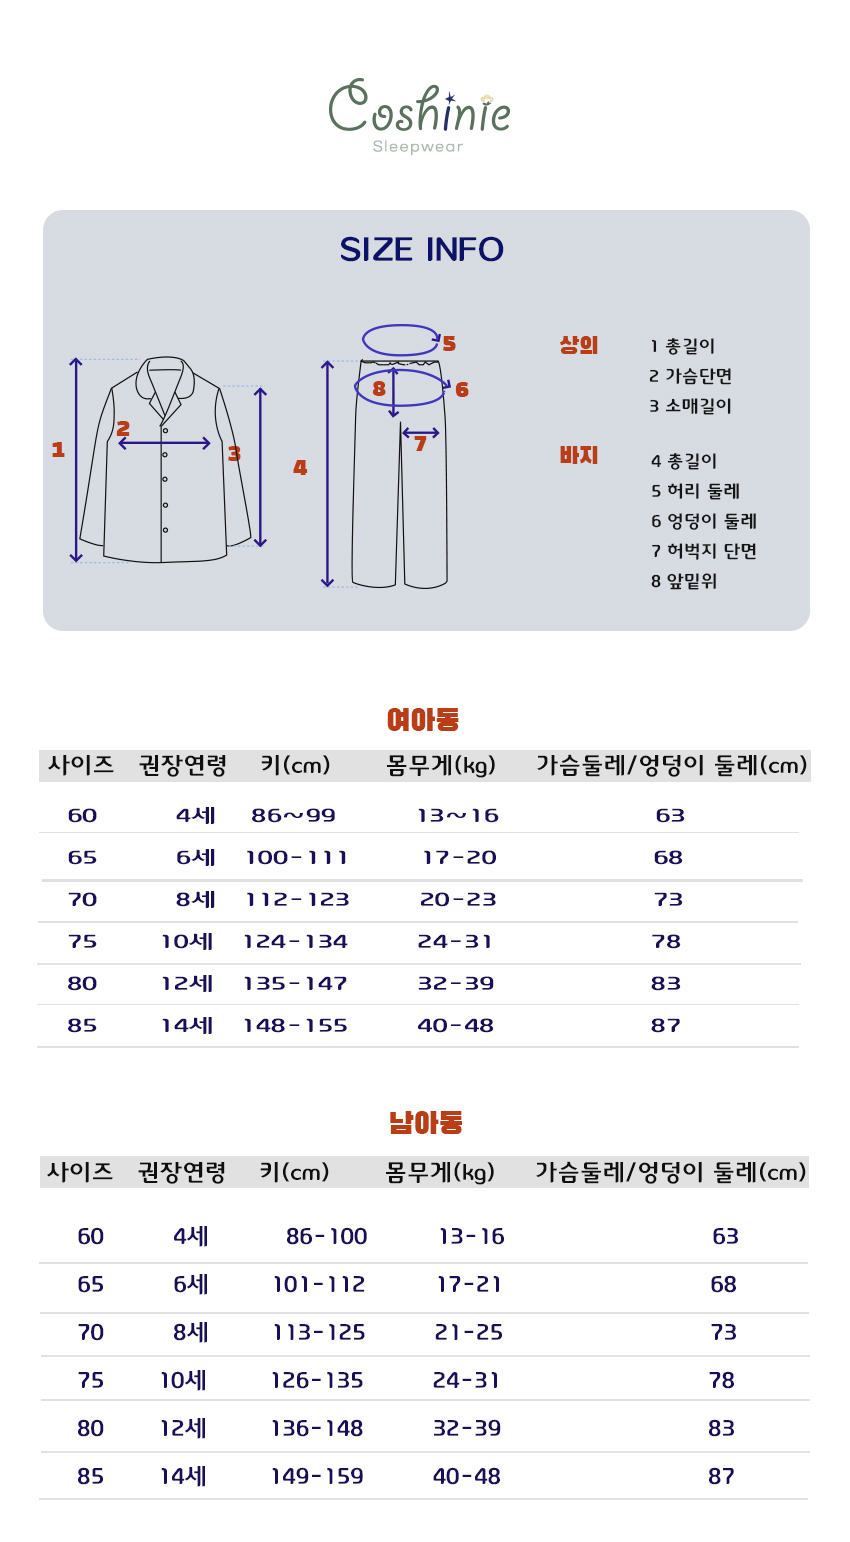 Coshinie
Sleepwear
SIZE INFO
5
8
6
2
7
1
3
4
상의
1 총길이
2 가슴단면
3 소매길이
바지
4 총길이
5 허리 둘레
6 엉덩이 둘레
7 허벅지 단면
8 앞밑위
여아동
사이즈 권장연령 키(cm) 몸무게(kg) 가슴둘레/엉덩이 둘레(cm)
60 4세 86~99 13~16 63
65 6세 100-111 17-20 68
70 8세 112-123 20-23 73
75 10세 124-134 24-31 78
80 12세 135-147 32-39 83
85 14세 148-155 40-48 87
남아동
사이즈 권장연령 키(cm) 몸무게(kg) 가슴둘레/엉덩이 둘레(cm)
60 4세 86-100 13-16 63
65 6세 101-112 17-21 68
70 8세 113-125 21-25 73
75 10세 126-135 24-31 78
80 12세 136-148 32-39 83
85 14세 149-159 40-48 87